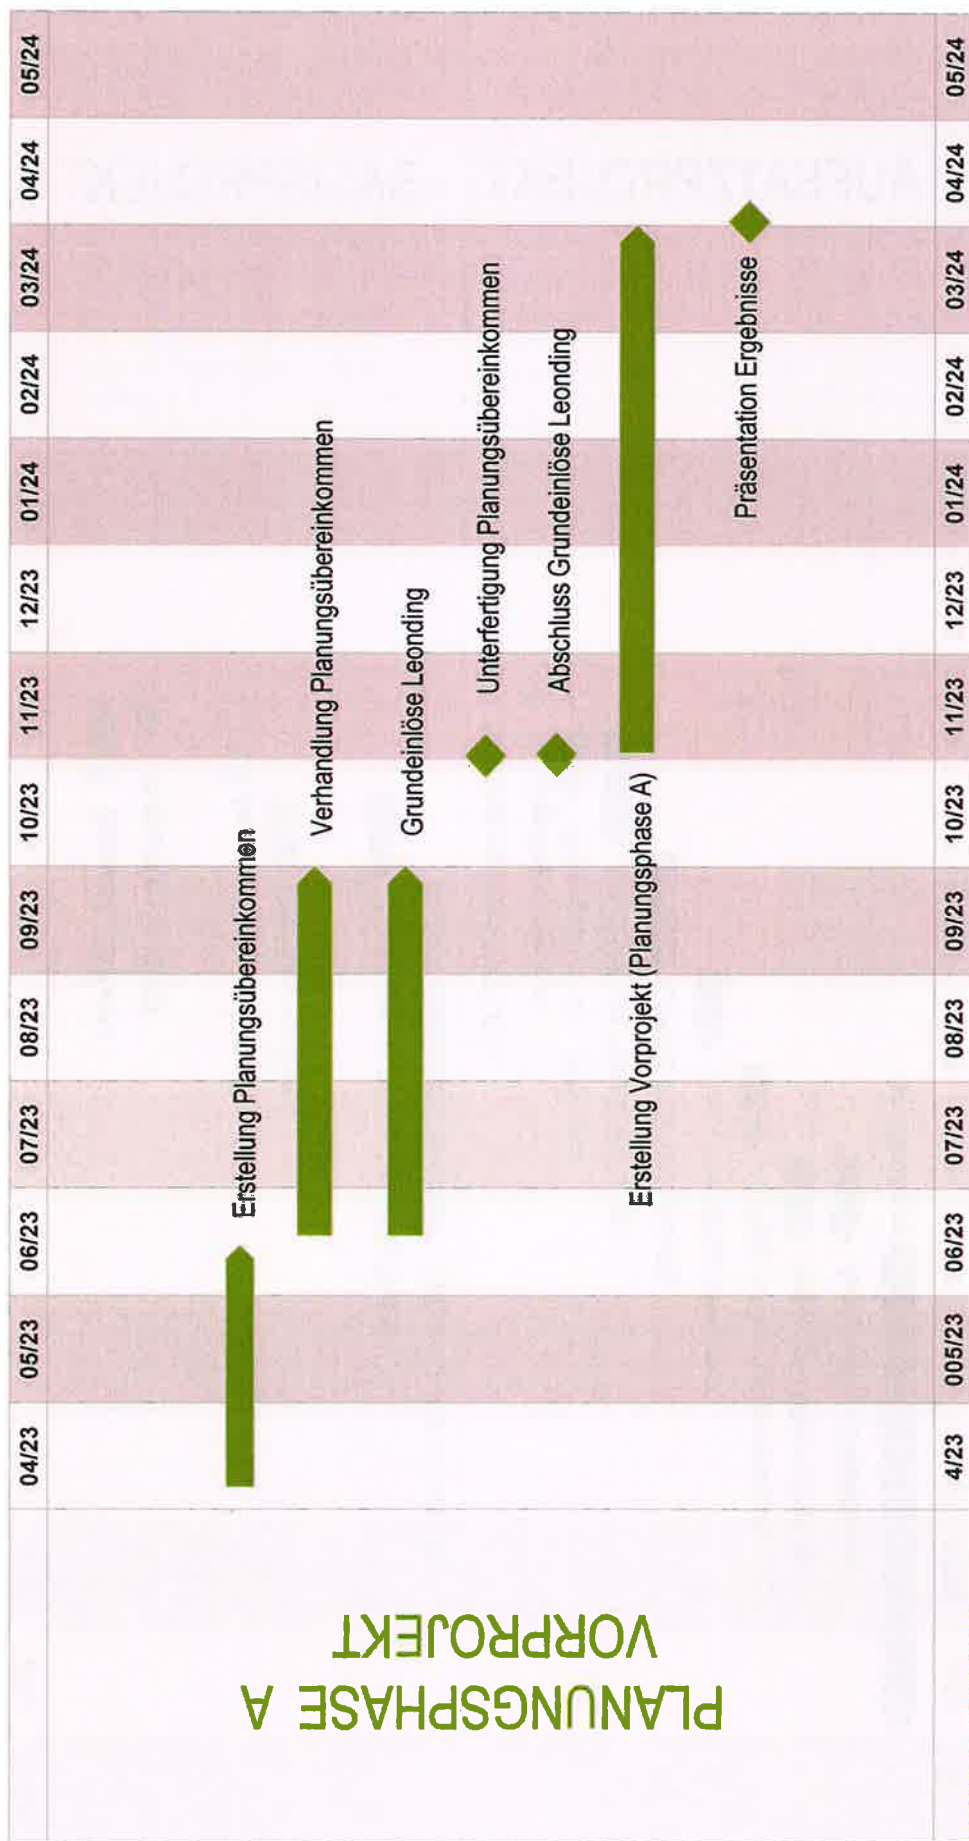 04/23 05/23 06/23 07/23 08/23 09/23 10/23 11/23 12/23 01/24 02/24 03/24 04/24 05/24
PLANUNGSPHASE A
VORPROJEKT
Erstellung Planungsübereinkommen
Verhandlung Planungsübereinkommen
Grundeinlöse Leonding
Unterfertigung Planungsübereinkommen
Abschluss Grundeinlöse Leonding
Erstellung Vorprojekt (Planungsphase A)
Präsentation Ergebnisse
4/23 005/23 06/23 07/23 08/23 09/23 10/23 11/23 12/23 01/24 02/24 03/24 04/24 05/24